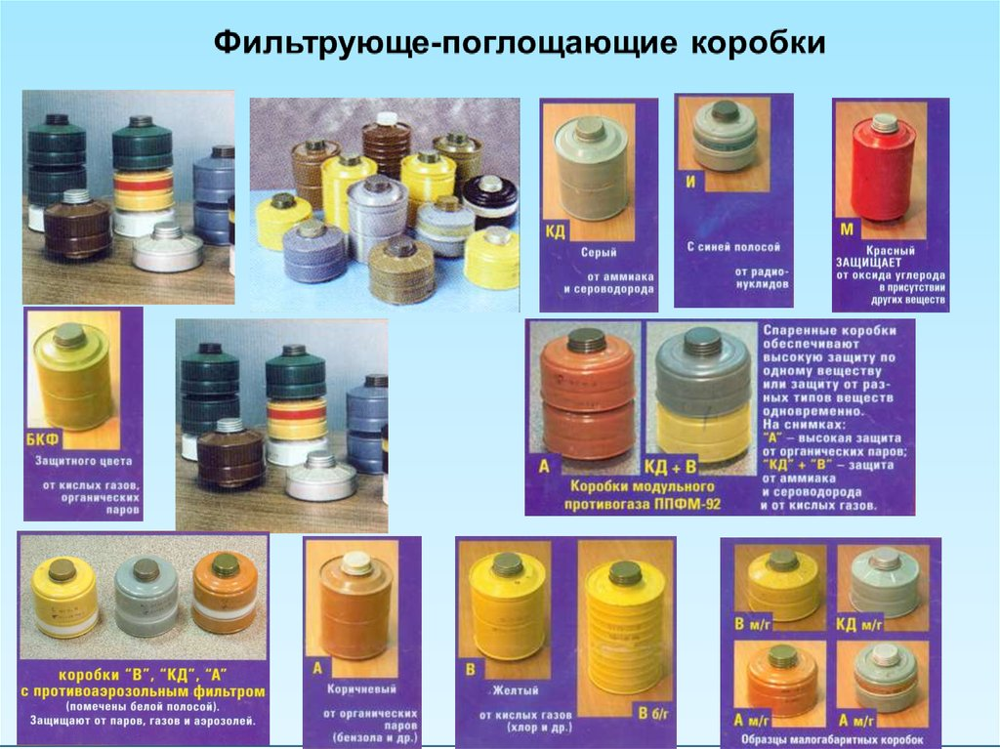 Фильтрующе-поглощающие коробки
КД
Серый
от аммиака
и сероводорода
И
С синей полосой
от радио-
нуклидов
М
Красный
ЗАЩИЩАЕТ
от оксида углерода
в присутствии
других веществ
БКФ
Защитного цвета
от кислых газов,
органических
паров
А
КД + В
Коробки модульного
противогаза ППФМ-92
Спаренные коробки
обеспечивают
высокую защиту по
одному веществу
или защиту от раз-
ных типов веществ
одновременно.
На снимках:
“А” – высокая защита
от органических паров;
“КД” + “В” – защита
от аммиака
и сероводорода
и от кислых газов.
коробки “В”, “КД”, “А”
с противоаэрозольным фильтром
(помечены белой полосой).
Защищают от паров, газов и аэрозолей.
А
Коричневый
от органических
паров
(бензола и др.)
В
Желтый
от кислых газов
(хлор и др.)
В б/г
В м/г
КД м/г
А м/г
А м/г
Образцы малогабаритных коробок